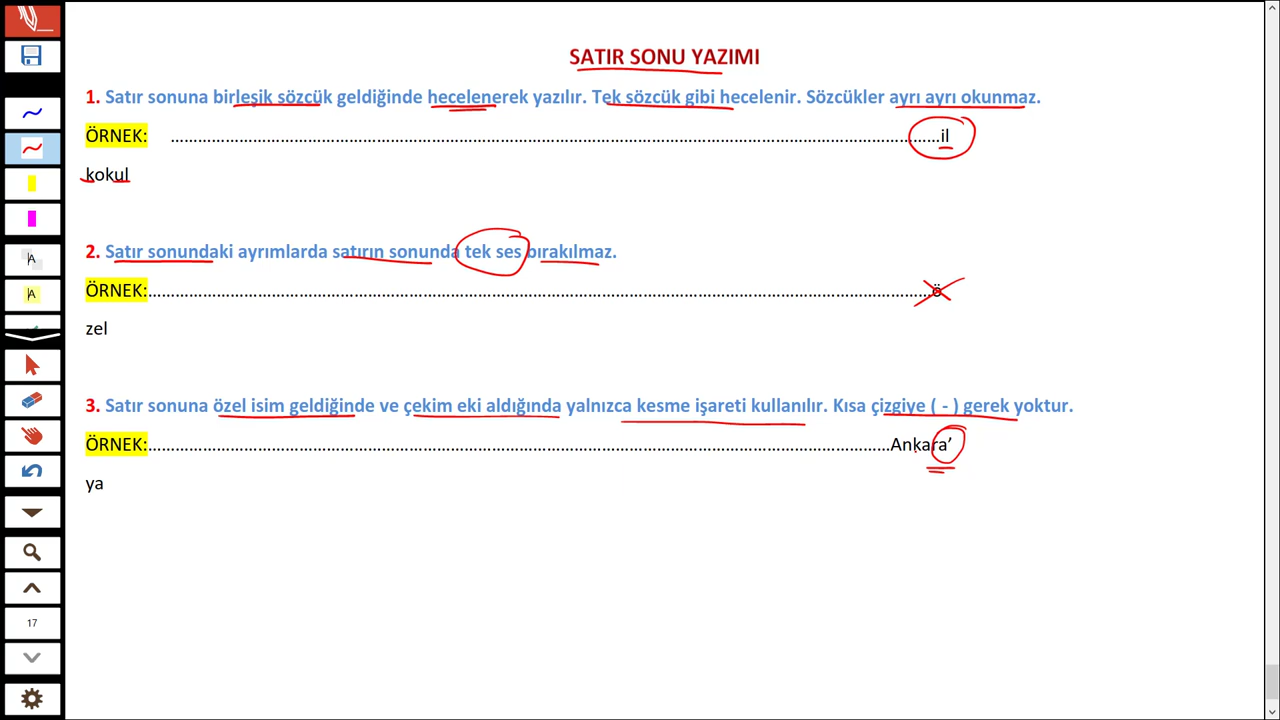 SATIR SONU YAZIMI
1. Satır sonuna birleşik sözcük geldiğinde hecelenerek yazılır. Tek sözcük gibi hecelenir. Sözcükler ayrı ayrı okunmaz.
ÖRNEK: ....................................................................................................................................................il
kokul
2. Satır sonundaki ayrımlarda satırın sonunda tek ses bırakılmaz.
ÖRNEK:....................................................................................................................................................ö
zel
3. Satır sonuna özel isim geldiğinde ve çekim eki aldığında yalnızca kesme işareti kullanılır. Kısa çizgiye ( - ) gerek yoktur.
ÖRNEK:............................................................................................................................................Ankara’
ya
A
A
17